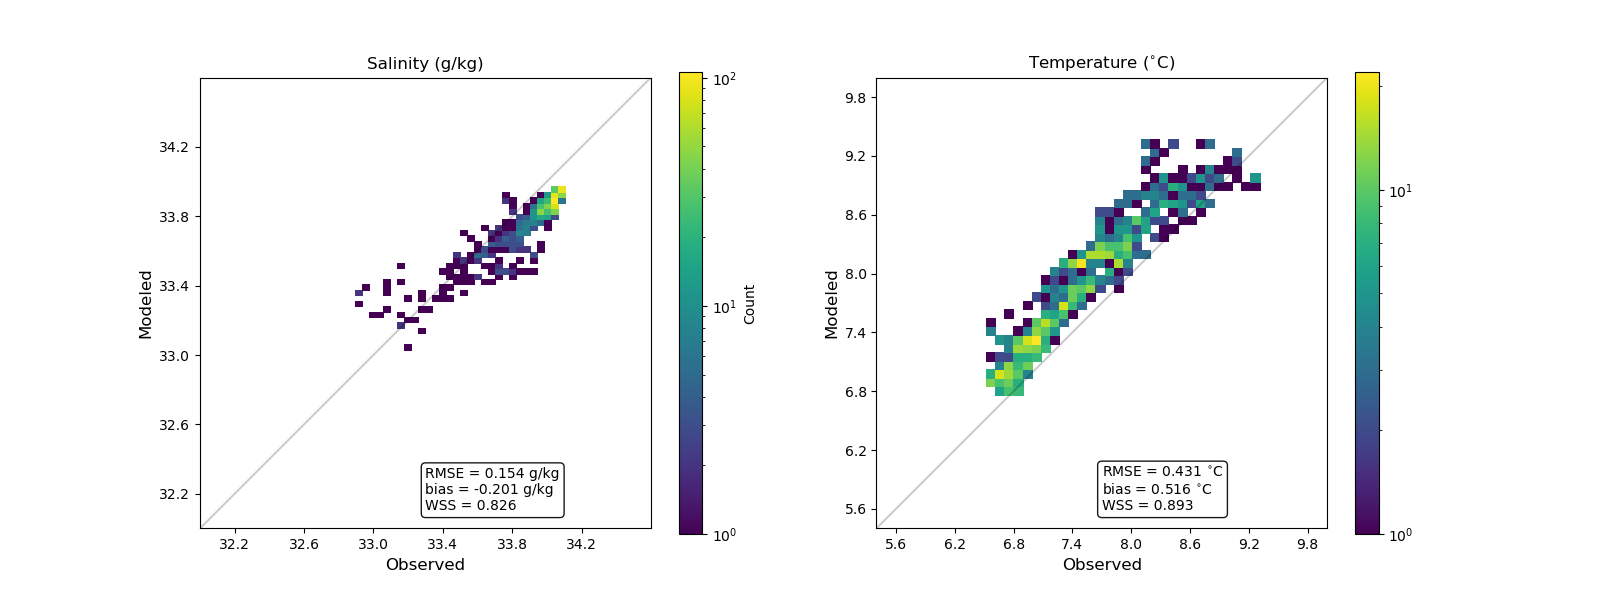 Salinity (g/kg)
34.2
33.8
33.4
33.0
32.6
32.2
Modeled
32.2 32.6 33.0 33.4 33.8 34.2
Observed
RMSE = 0.154 g/kg
bias = -0.201 g/kg
WSS = 0.826
10²
10¹
10⁰
Count
Temperature (˚C)
9.8
9.2
8.6
8.0
7.4
6.8
6.2
5.6
Modeled
5.6 6.2 6.8 7.4 8.0 8.6 9.2 9.8
Observed
RMSE = 0.431 ˚C
bias = 0.516 ˚C
WSS = 0.893
10¹
10⁰